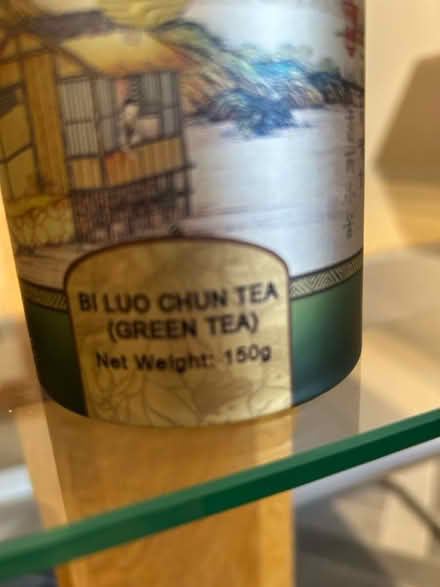 BI LUO CHUN TEA
(GREEN TEA)
Net Weight: 150g